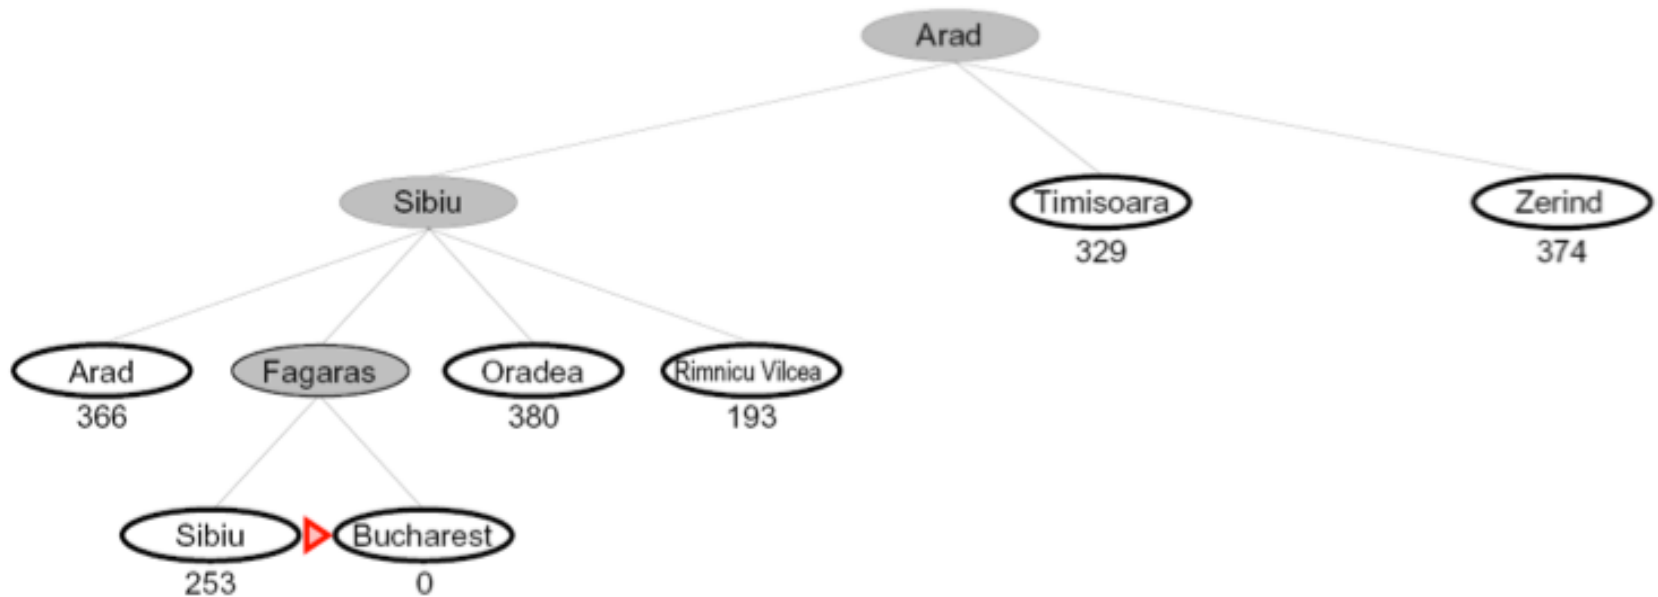 Arad
Sibiu
Timisoara
Zerind
329
374
Arad
Fagaras
Oradea
Rimnicu Vilcea
366
380
193
Sibiu
Bucharest
253
0